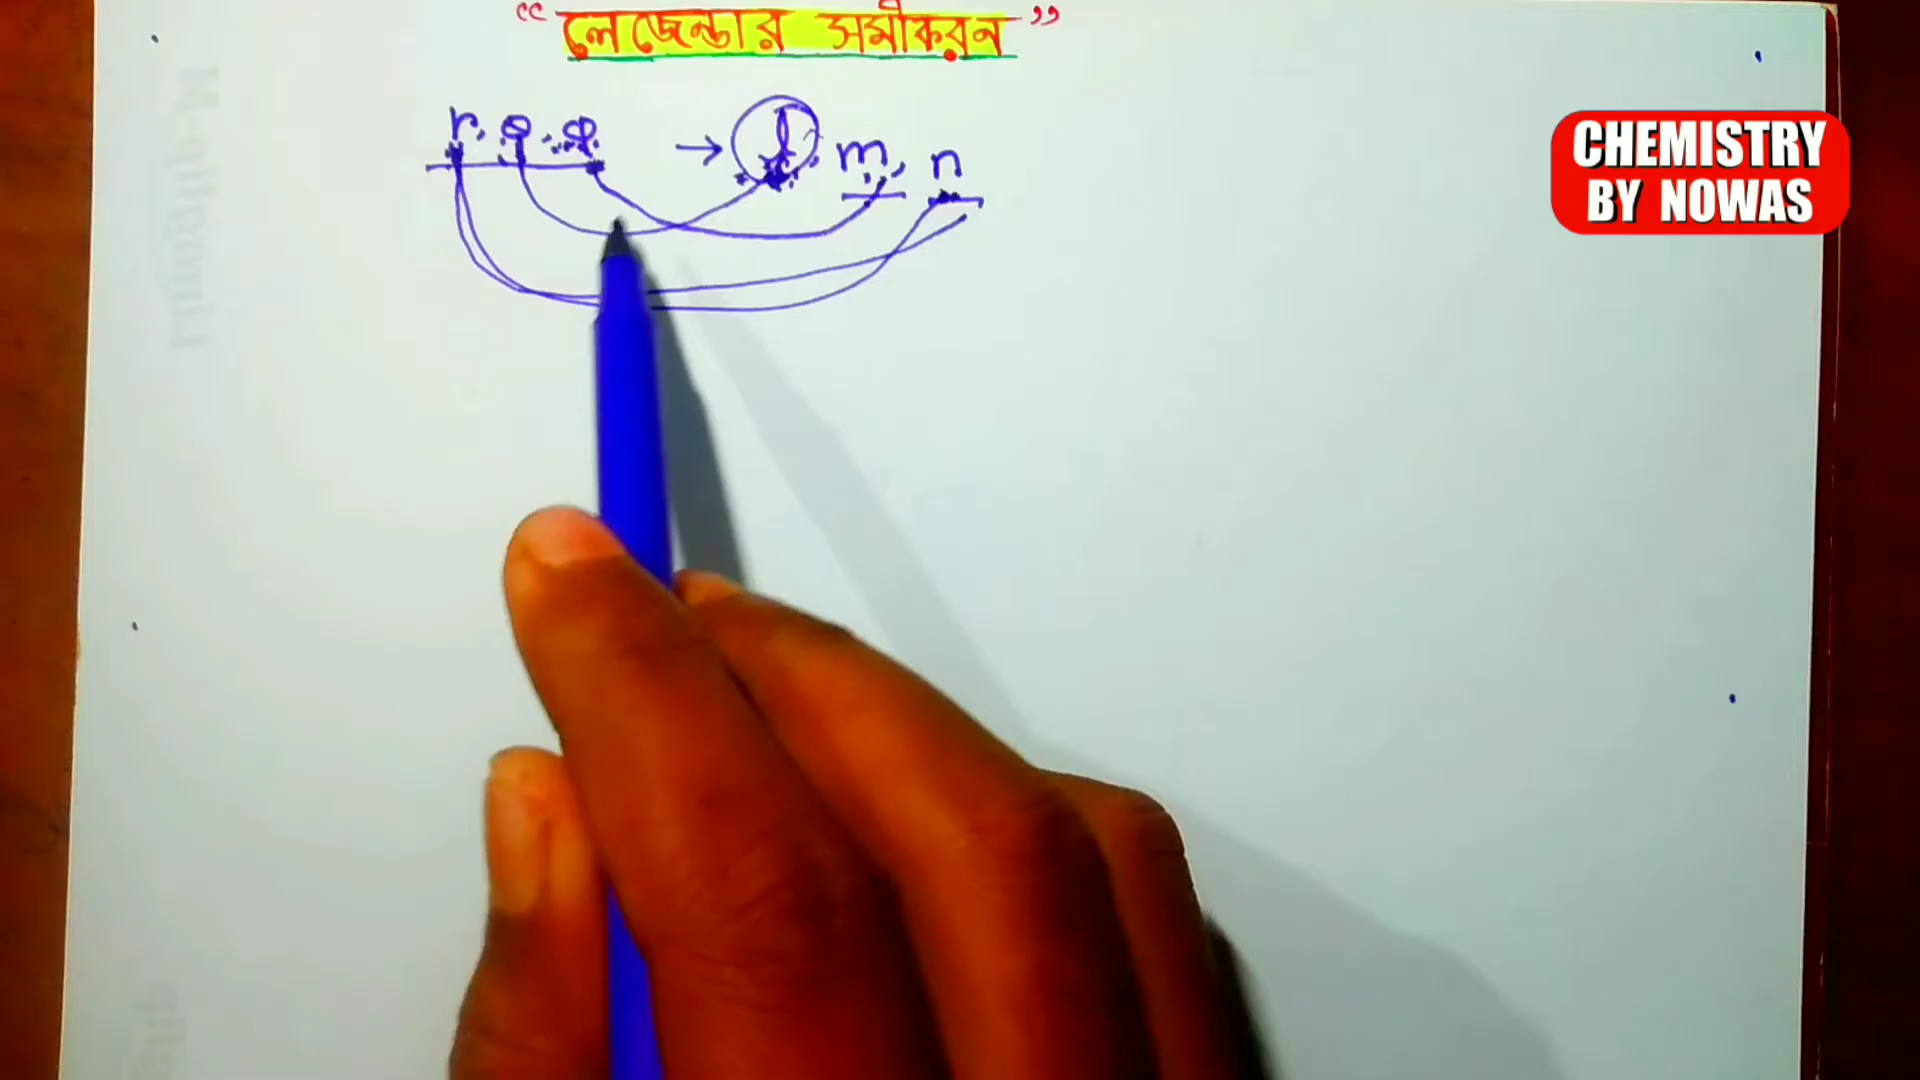 “ লেজেন্ডার সমীকরন ”
r, θ, φ → l, m, n
CHEMISTRY
BY NOWAS